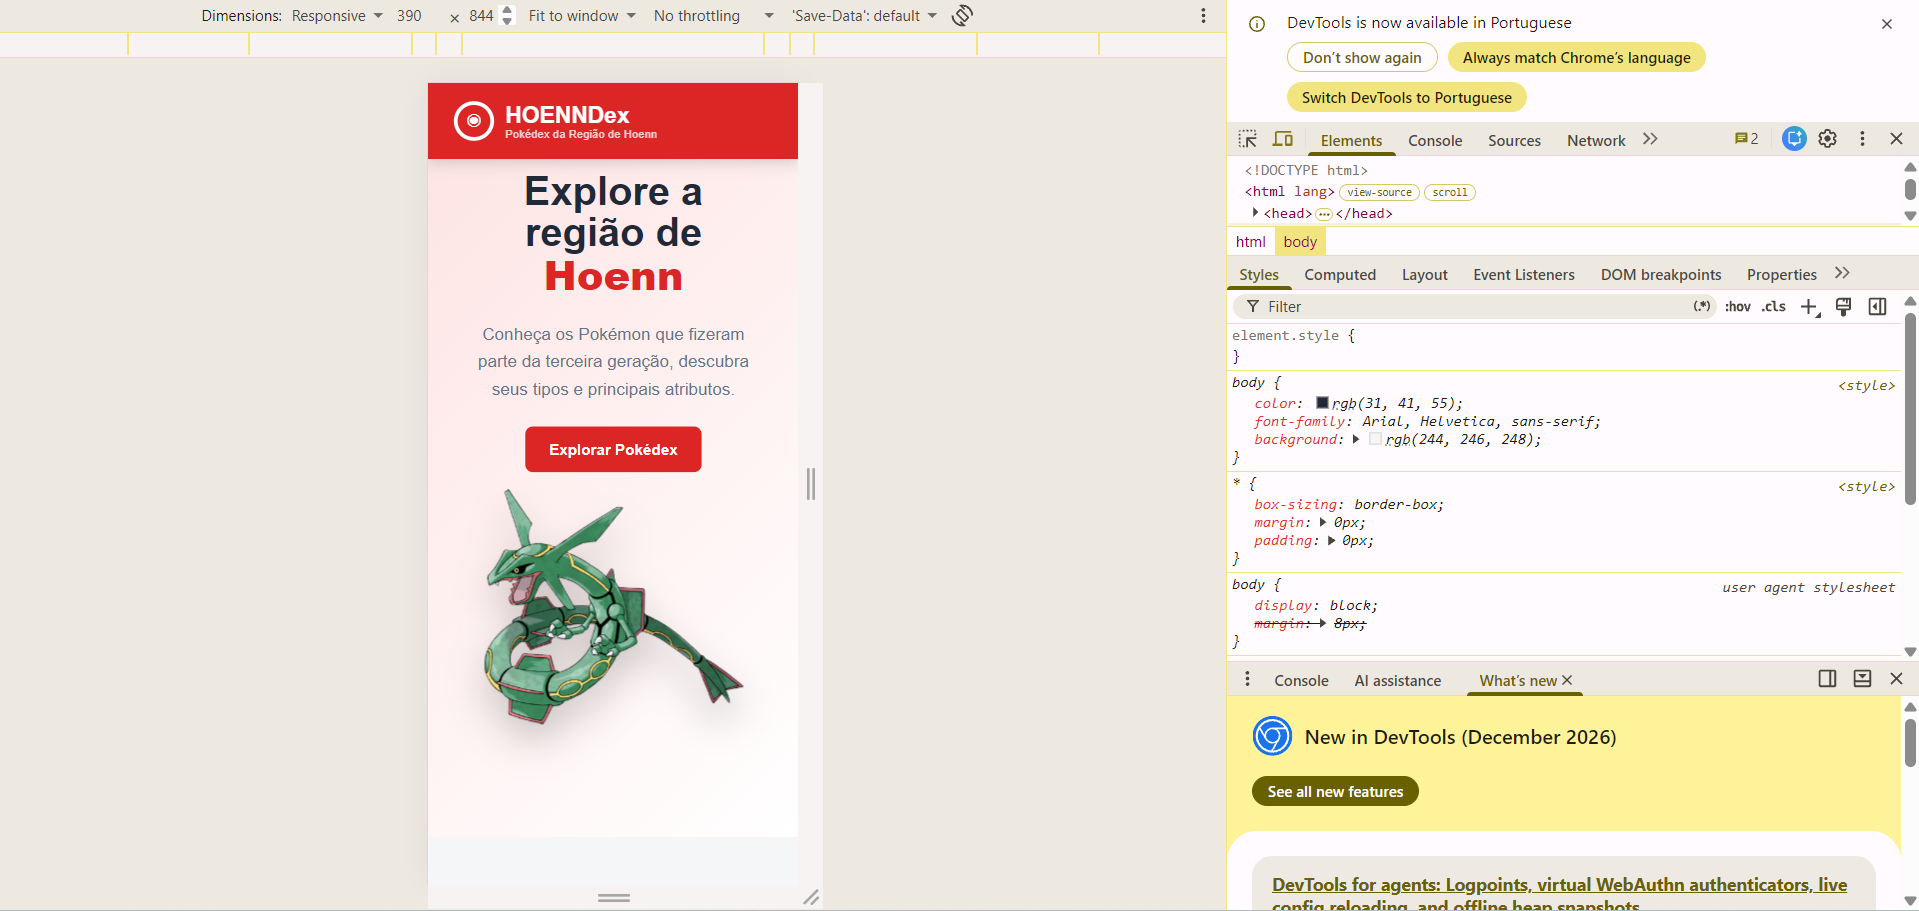 Dimensions: Responsive 390 × 844 Fit to window No throttling 'Save-Data': default
HOENNDex
Pokédex da Região de Hoenn
Explore a
região de
Hoenn
Conheça os Pokémon que fizeram
parte da terceira geração, descubra
seus tipos e principais atributos.
Explorar Pokédex
DevTools is now available in Portuguese
Don't show again
Always match Chrome's language
Switch DevTools to Portuguese
Elements Console Sources Network 2
<!DOCTYPE html>
<html lang> view-source scroll
<head> ··· </head>
html body
Styles Computed Layout Event Listeners DOM breakpoints Properties
Filter (.*) :hov .cls
element.style {
}
body { <style>
color: rgb(31, 41, 55);
font-family: Arial, Helvetica, sans-serif;
background: rgb(244, 246, 248);
}
* { <style>
box-sizing: border-box;
margin: 0px;
padding: 0px;
}
body { user agent stylesheet
display: block;
margin: 8px;
}
Console AI assistance What's new
New in DevTools (December 2026)
See all new features
DevTools for agents: Logpoints, virtual WebAuthn authenticators, live
config reloading, and offline heap snapshots